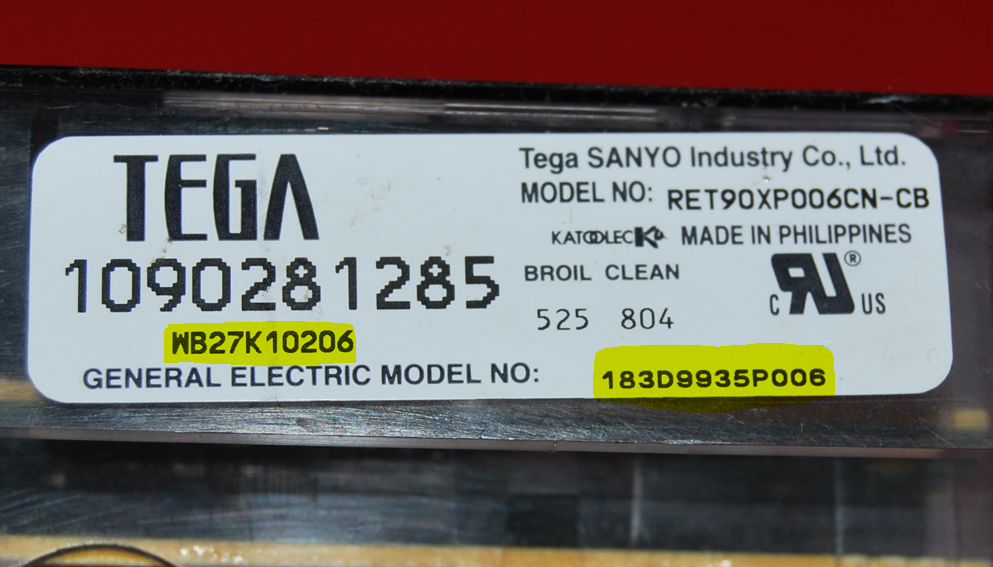 TEGA
Tega SANYO Industry Co., Ltd.
MODEL NO: RET90XP006CN-CB
KATOOLEC K MADE IN PHILIPPINES
1090281285
BROIL CLEAN
525 804
c RU ® US
WB27K10206
GENERAL ELECTRIC MODEL NO: 183D9935P006